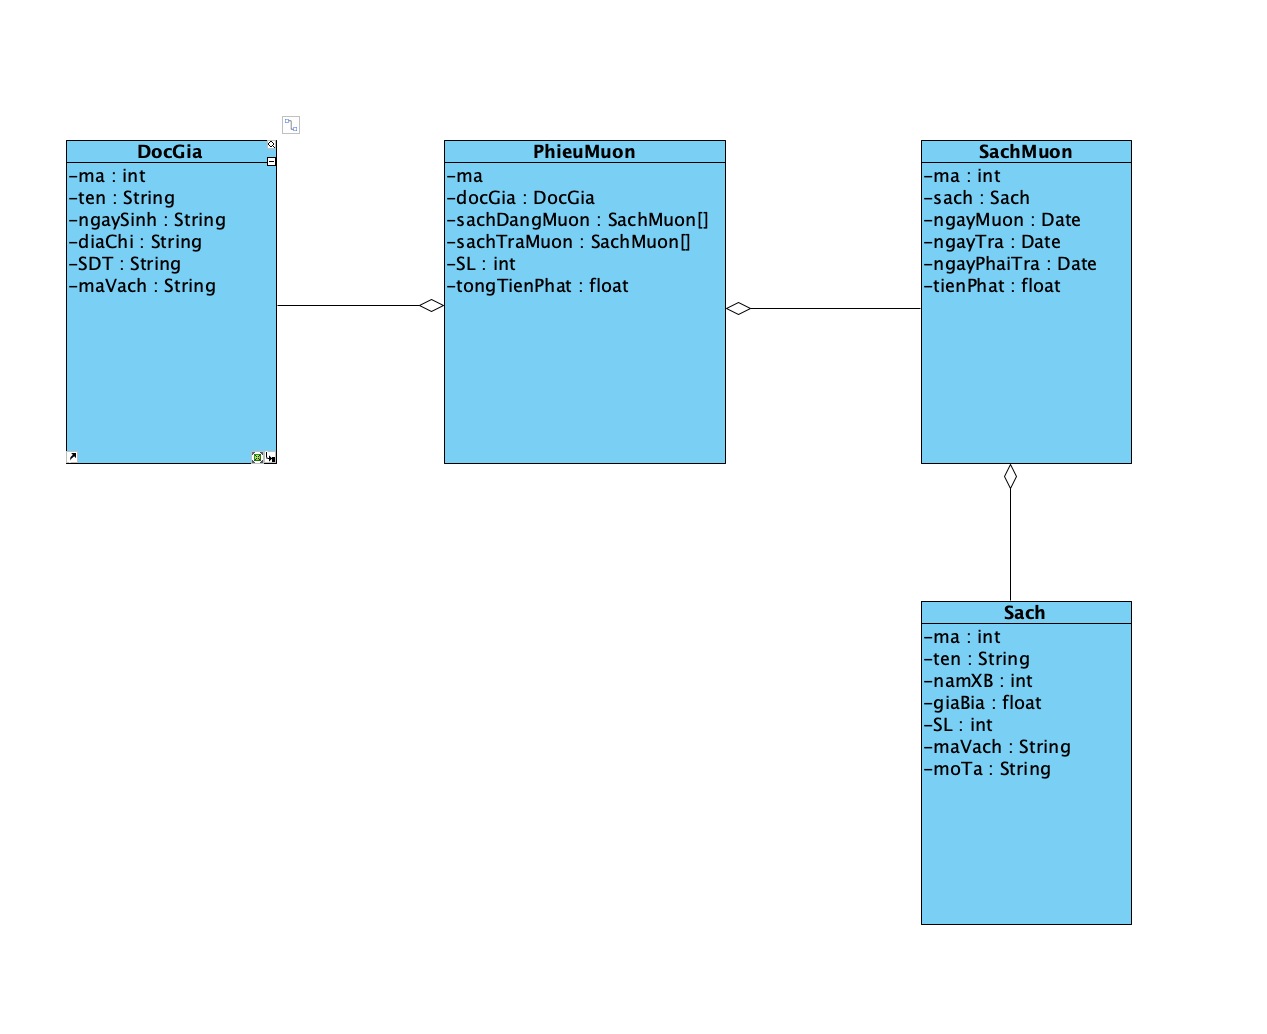 DocGia
-ma : int
-ten : String
-ngaySinh : String
-diaChi : String
-SDT : String
-maVach : String
PhieuMuon
-ma
-docGia : DocGia
-sachDangMuon : SachMuon[]
-sachTraMuon : SachMuon[]
-SL : int
-tongTienPhat : float
SachMuon
-ma : int
-sach : Sach
-ngayMuon : Date
-ngayTra : Date
-ngayPhaiTra : Date
-tienPhat : float
Sach
-ma : int
-ten : String
-namXB : int
-giaBia : float
-SL : int
-maVach : String
-moTa : String